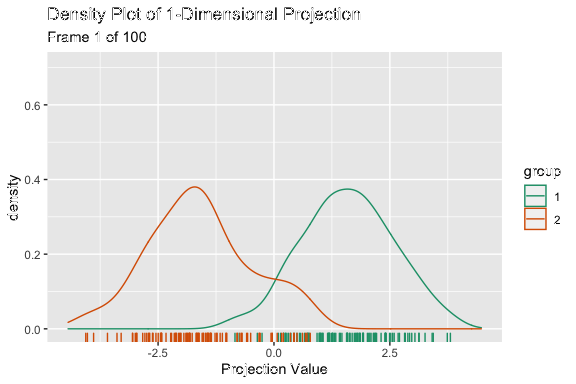 Density Plot of 1-Dimensional Projection
Frame 1 of 100
0.6
0.4
0.2
0.0
density
-2.5
0.0
2.5
Projection Value
group
1
2